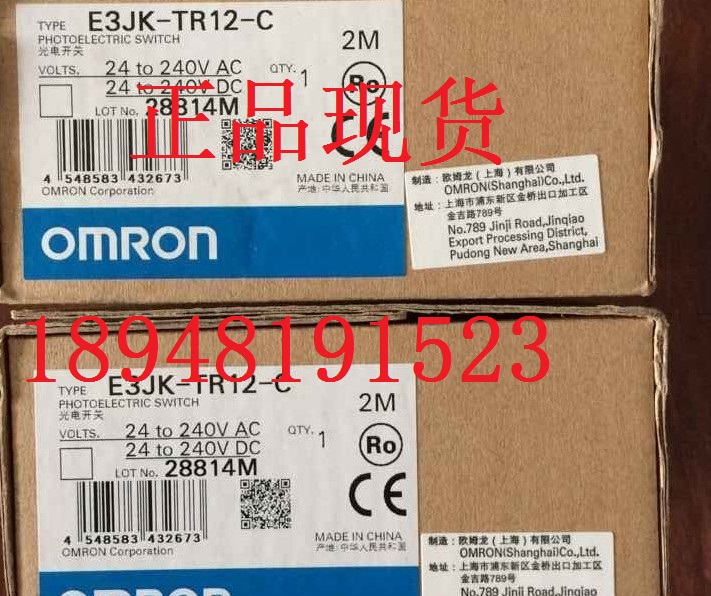 TYPE E3JK-TR12-C
PHOTOELECTRIC SWITCH
光电开关
2M
VOLTS. 24 to 240V AC
24 to 240V DC
QTY. 1
Ro
LOT No. 28814M
正品现货
CE
4 548583 432673
OMRON Corporation
MADE IN CHINA
产地:中华人民共和国
OMRON
制造：欧姆龙（上海）有限公司
OMRON(Shanghai)Co.,Ltd.
地址：上海市浦东新区金桥出口加工区
金吉路789号
No.789 Jinji Road,Jinqiao
Export Processing District,
Pudong New Area,Shanghai
18948191523
TYPE E3JK-TR12-C
PHOTOELECTRIC SWITCH
光电开关
2M
VOLTS. 24 to 240V AC
24 to 240V DC
QTY. 1
Ro
LOT No. 28814M
CE
4 548583 432673
OMRON Corporation
MADE IN CHINA
产地:中华人民共和国
OMRON
制造：欧姆龙（上海）有限公司
OMRON(Shanghai)Co.,Ltd.
地址：上海市浦东新区金桥出口加工区
金吉路789号
No.789 Jinji Road,Jinqiao